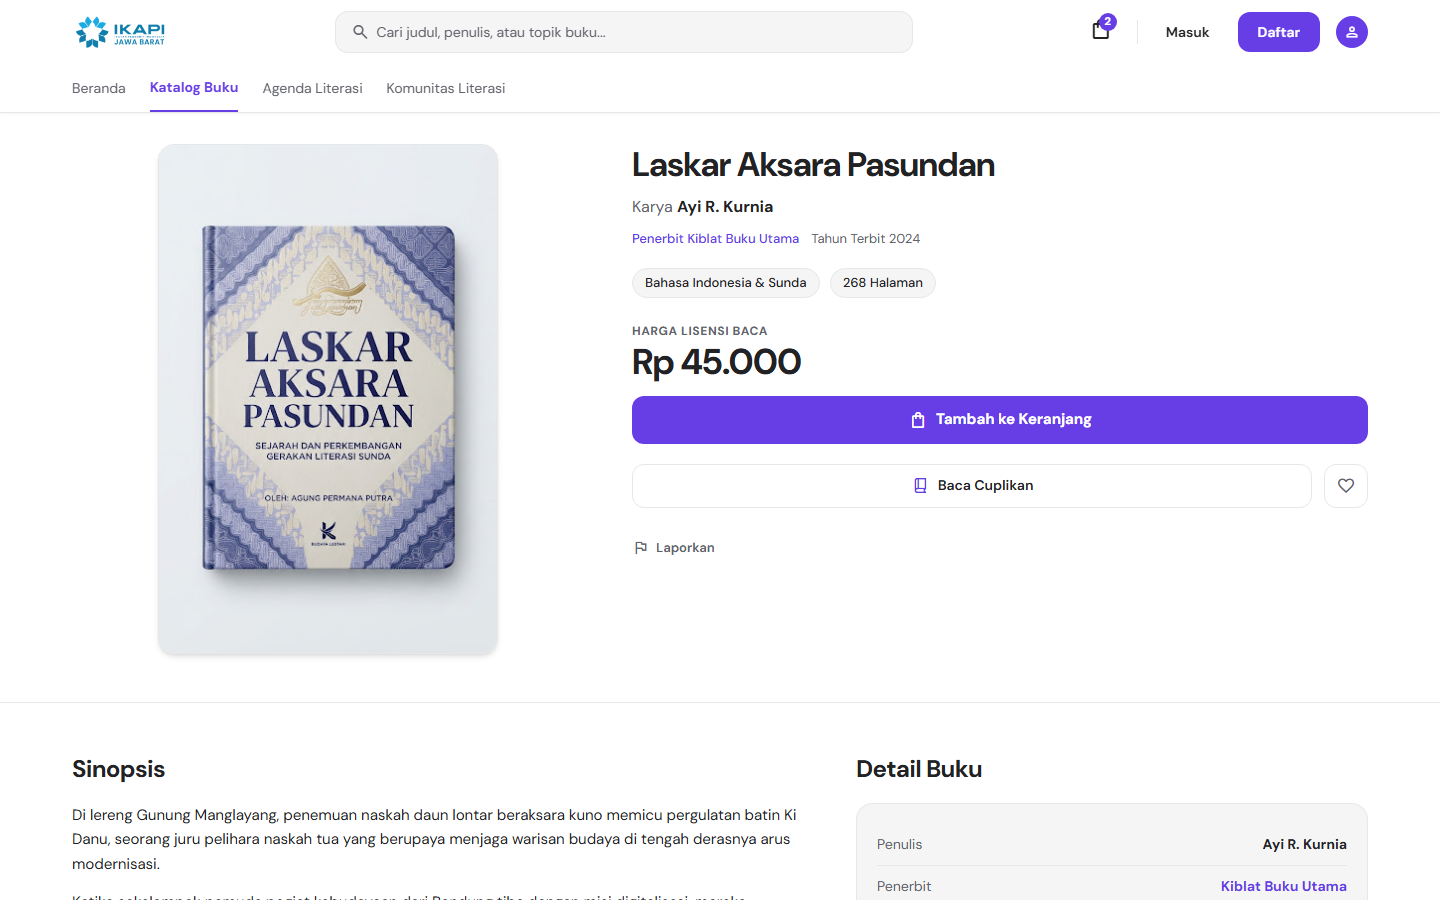 IKAPI
JAWA BARAT
Cari judul, penulis, atau topik buku...
2
Masuk
Daftar
Beranda
Katalog Buku
Agenda Literasi
Komunitas Literasi
LASKAR
AKSARA
PASUNDAN
SEJARAH DAN PERKEMBANGAN
GERAKAN LITERASI SUNDA
OLEH: AGUNG PERMANA PUTRA
Laskar Aksara Pasundan
Karya Ayi R. Kurnia
Penerbit Kiblat Buku Utama Tahun Terbit 2024
Bahasa Indonesia & Sunda
268 Halaman
HARGA LISENSI BACA
Rp 45.000
Tambah ke Keranjang
Baca Cuplikan
Laporkan
Sinopsis
Di lereng Gunung Manglayang, penemuan naskah daun lontar beraksara kuno memicu pergulatan batin Ki
Danu, seorang juru pelihara naskah tua yang berupaya menjaga warisan budaya di tengah derasnya arus
modernisasi.
Detail Buku
Penulis Ayi R. Kurnia
Penerbit Kiblat Buku Utama